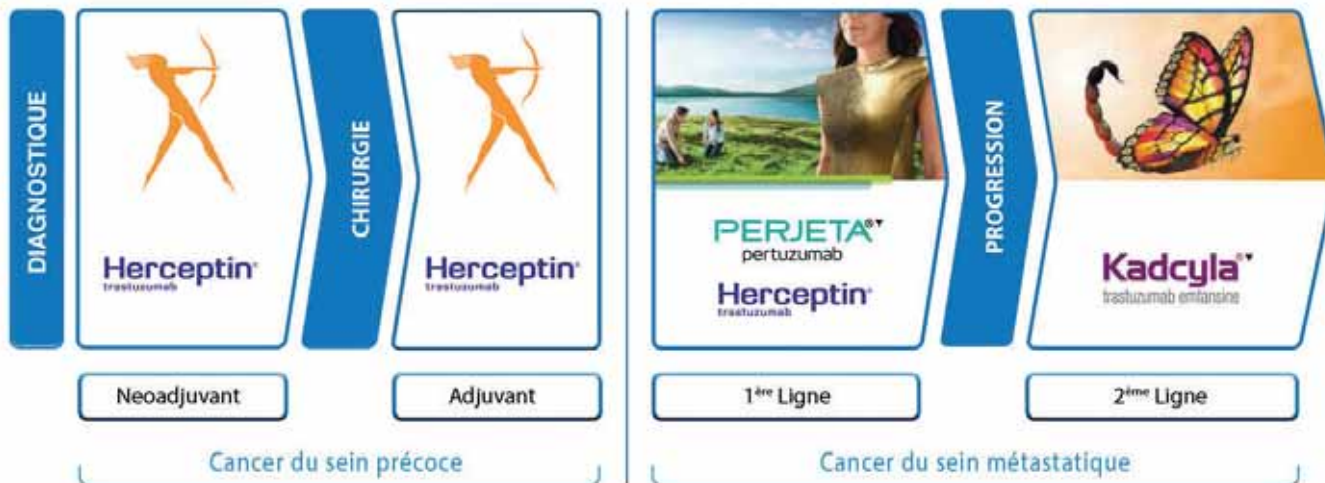 DIAGNOSTIQUE
Herceptin®
trastuzumab
CHIRURGIE
Herceptin®
trastuzumab
PERJETA®▼
pertuzumab
Herceptin®
trastuzumab
PROGRESSION
Kadcyla®▼
trastuzumab emtansine
Neoadjuvant
Adjuvant
1ère Ligne
2ème Ligne
Cancer du sein précoce
Cancer du sein métastatique